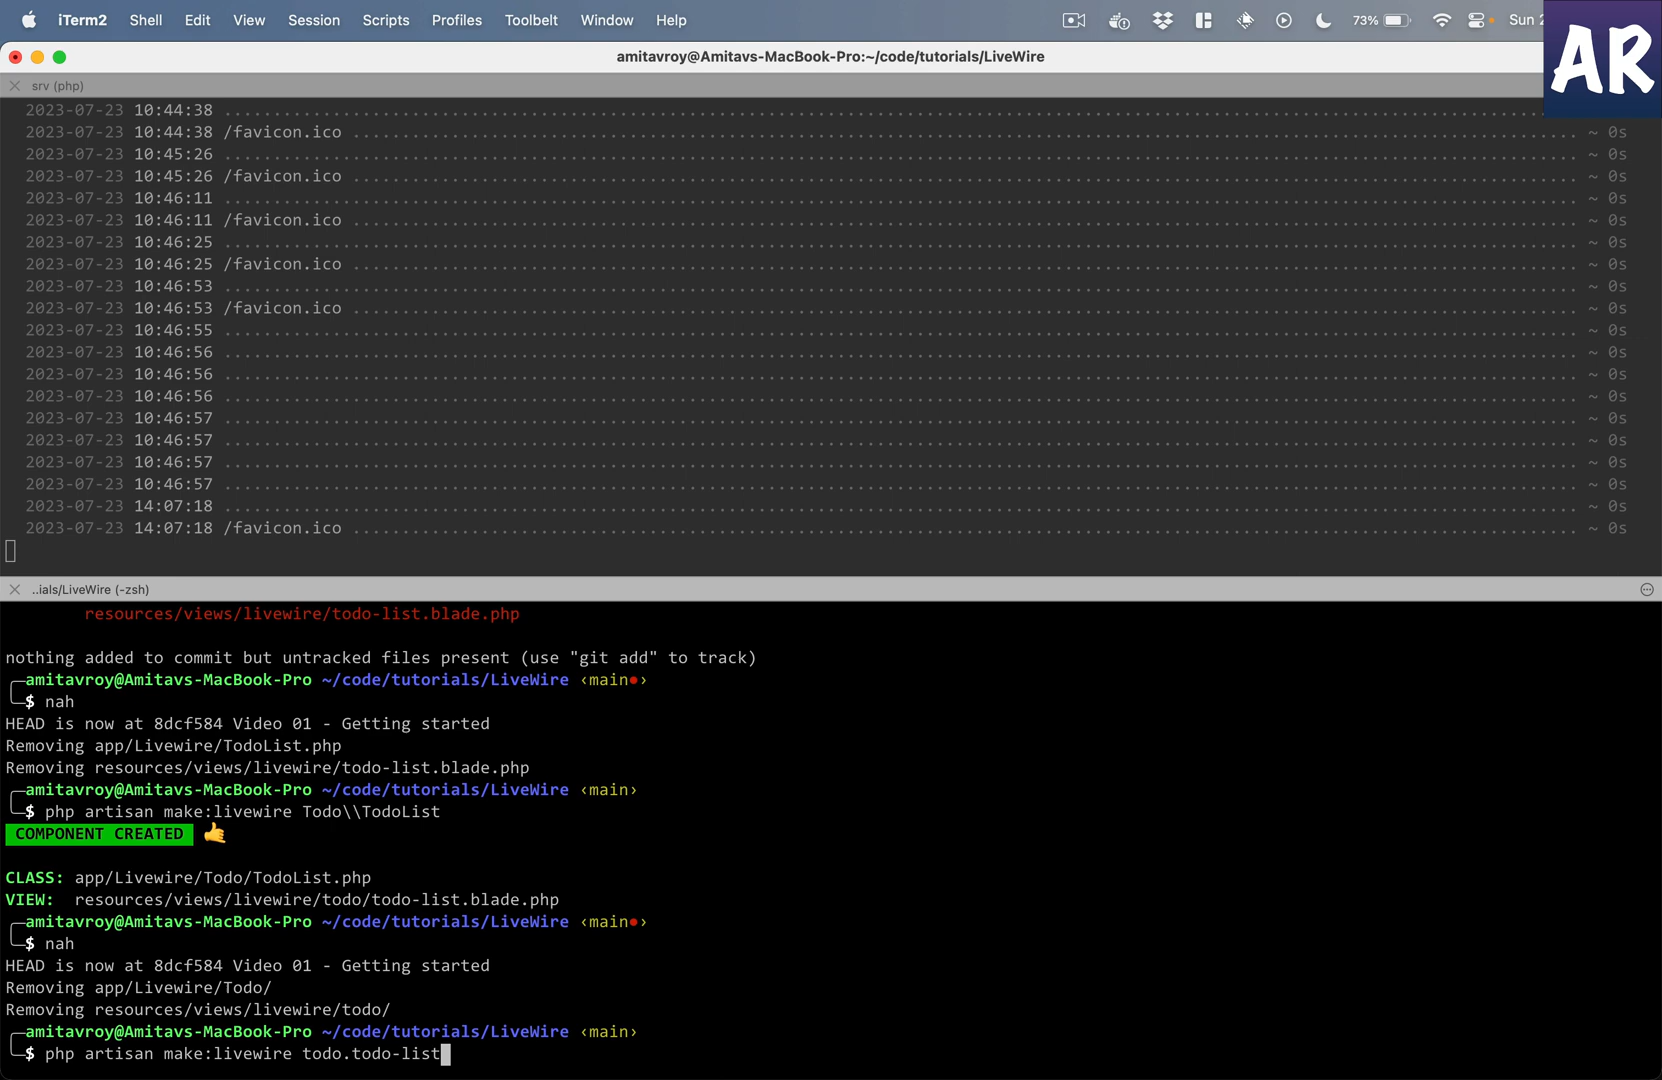 iTerm2 Shell Edit View Session Scripts Profiles Toolbelt Window Help 73% Sun
AR
amitavroy@Amitavs-MacBook-Pro:~/code/tutorials/LiveWire
srv (php)
2023-07-23 10:44:38 ................................................................
2023-07-23 10:44:38 /favicon.ico ................................................................ ~ 0s
2023-07-23 10:45:26 ................................................................ ~ 0s
2023-07-23 10:45:26 /favicon.ico ................................................................ ~ 0s
2023-07-23 10:46:11 ................................................................ ~ 0s
2023-07-23 10:46:11 /favicon.ico ................................................................ ~ 0s
2023-07-23 10:46:25 ................................................................ ~ 0s
2023-07-23 10:46:25 /favicon.ico ................................................................ ~ 0s
2023-07-23 10:46:53 ................................................................ ~ 0s
2023-07-23 10:46:53 /favicon.ico ................................................................ ~ 0s
2023-07-23 10:46:55 ................................................................ ~ 0s
2023-07-23 10:46:56 ................................................................ ~ 0s
2023-07-23 10:46:56 ................................................................ ~ 0s
2023-07-23 10:46:56 ................................................................ ~ 0s
2023-07-23 10:46:57 ................................................................ ~ 0s
2023-07-23 10:46:57 ................................................................ ~ 0s
2023-07-23 10:46:57 ................................................................ ~ 0s
2023-07-23 10:46:57 ................................................................ ~ 0s
2023-07-23 14:07:18 ................................................................ ~ 0s
2023-07-23 14:07:18 /favicon.ico ................................................................ ~ 0s
..ials/LiveWire (-zsh)
resources/views/livewire/todo-list.blade.php
nothing added to commit but untracked files present (use "git add" to track)
╭─amitavroy@Amitavs-MacBook-Pro ~/code/tutorials/LiveWire ‹main●›
╰─$ nah
HEAD is now at 8dcf584 Video 01 - Getting started
Removing app/Livewire/TodoList.php
Removing resources/views/livewire/todo-list.blade.php
╭─amitavroy@Amitavs-MacBook-Pro ~/code/tutorials/LiveWire ‹main›
╰─$ php artisan make:livewire Todo\\TodoList
COMPONENT CREATED 🤙
CLASS: app/Livewire/Todo/TodoList.php
VIEW: resources/views/livewire/todo/todo-list.blade.php
╭─amitavroy@Amitavs-MacBook-Pro ~/code/tutorials/LiveWire ‹main●›
╰─$ nah
HEAD is now at 8dcf584 Video 01 - Getting started
Removing app/Livewire/Todo/
Removing resources/views/livewire/todo/
╭─amitavroy@Amitavs-MacBook-Pro ~/code/tutorials/LiveWire ‹main›
╰─$ php artisan make:livewire todo.todo-list